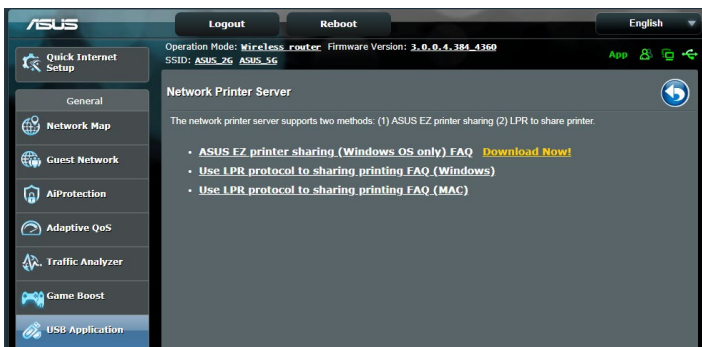 ASUS
Logout
Reboot
English
Quick Internet
Setup
Operation Mode: Wireless router Firmware Version: 3.0.0.4.384_4360
SSID: ASUS_2G ASUS_5G
App
General
Network Map
Guest Network
AiProtection
Adaptive QoS
Traffic Analyzer
Game Boost
USB Application
Network Printer Server
The network printer server supports two methods: (1) ASUS EZ printer sharing (2) LPR to share printer.
• ASUS EZ printer sharing (Windows OS only) FAQ Download Now!
• Use LPR protocol to sharing printing FAQ (Windows)
• Use LPR protocol to sharing printing FAQ (MAC)